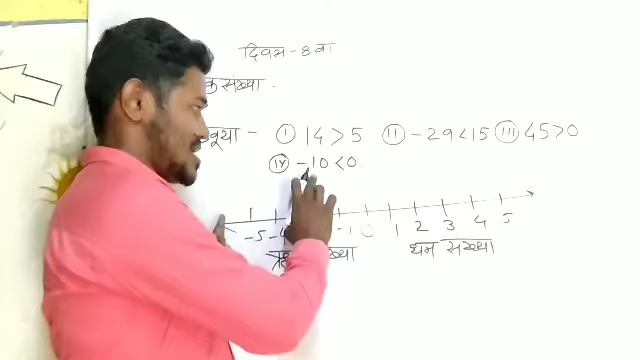 दिवस - 8 वा
क संख्या .
वूया - (i) 14 > 5 (ii) - 29 < 15 (iii) 45 > 0
(iv) - 10 < 0
-5 -4 -1 0 1 2 3 4 5
ऋ ख्या धन संख्या